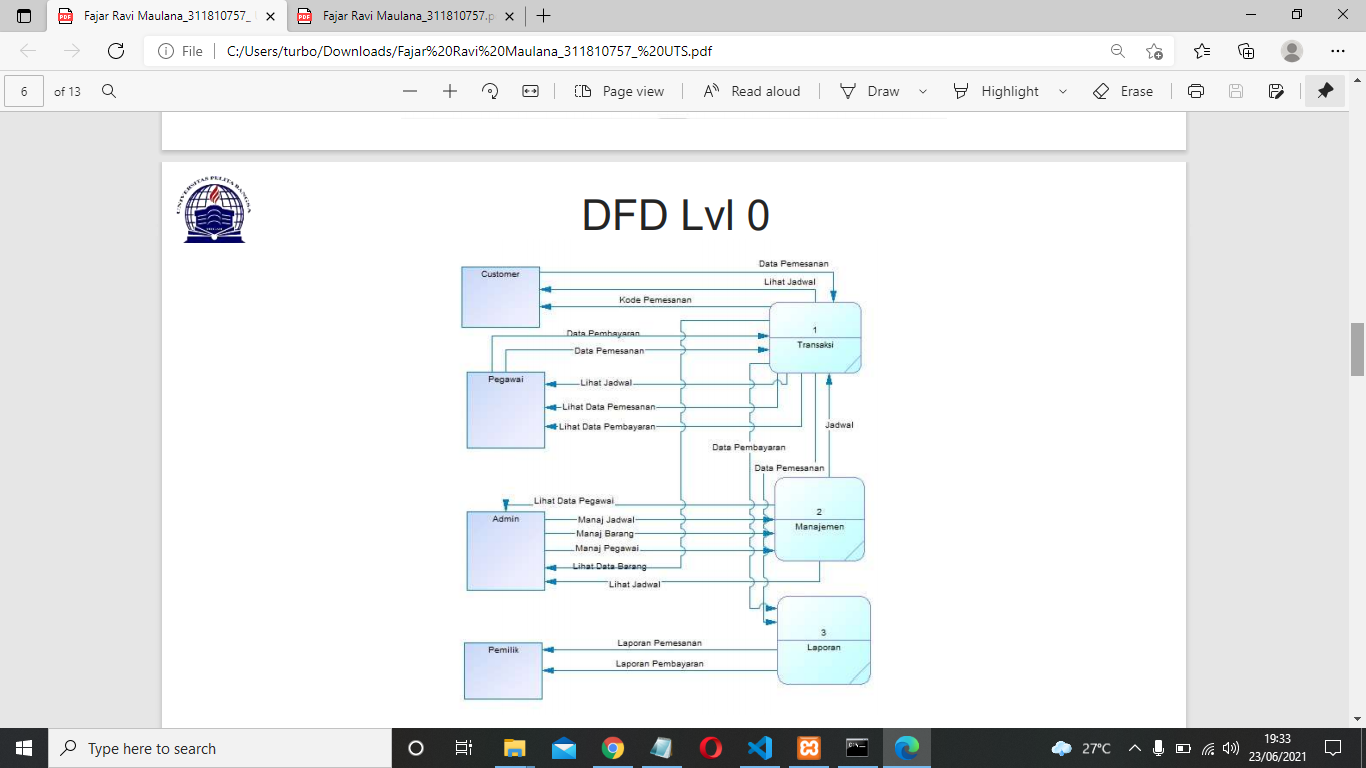 Fajar Ravi Maulana_311810757_
Fajar Ravi Maulana_311810757.p
File
C:/Users/turbo/Downloads/Fajar%20Ravi%20Maulana_311810757_%20UTS.pdf
6 of 13
Page view
Read aloud
Draw
Highlight
Erase
UNIVERSITAS PELITA BANGSA
DFD Lvl 0
Data Pemesanan
Customer
Lihat Jadwal
Kode Pemesanan
1
Data Pembayaran
Transaksi
Data Pemesanan
Pegawai
Lihat Jadwal
Lihat Data Pemesanan
Lihat Data Pembayaran
Jadwal
Data Pembayaran
Data Pemesanan
Lihat Data Pegawai
2
Admin
Manaj Jadwal
Manajemen
Manaj Barang
Manaj Pegawai
Lihat Data Barang
Lihat Jadwal
3
Laporan Pemesanan
Laporan
Pemilik
Laporan Pembayaran
Type here to search
27°C
19:33
23/06/2021